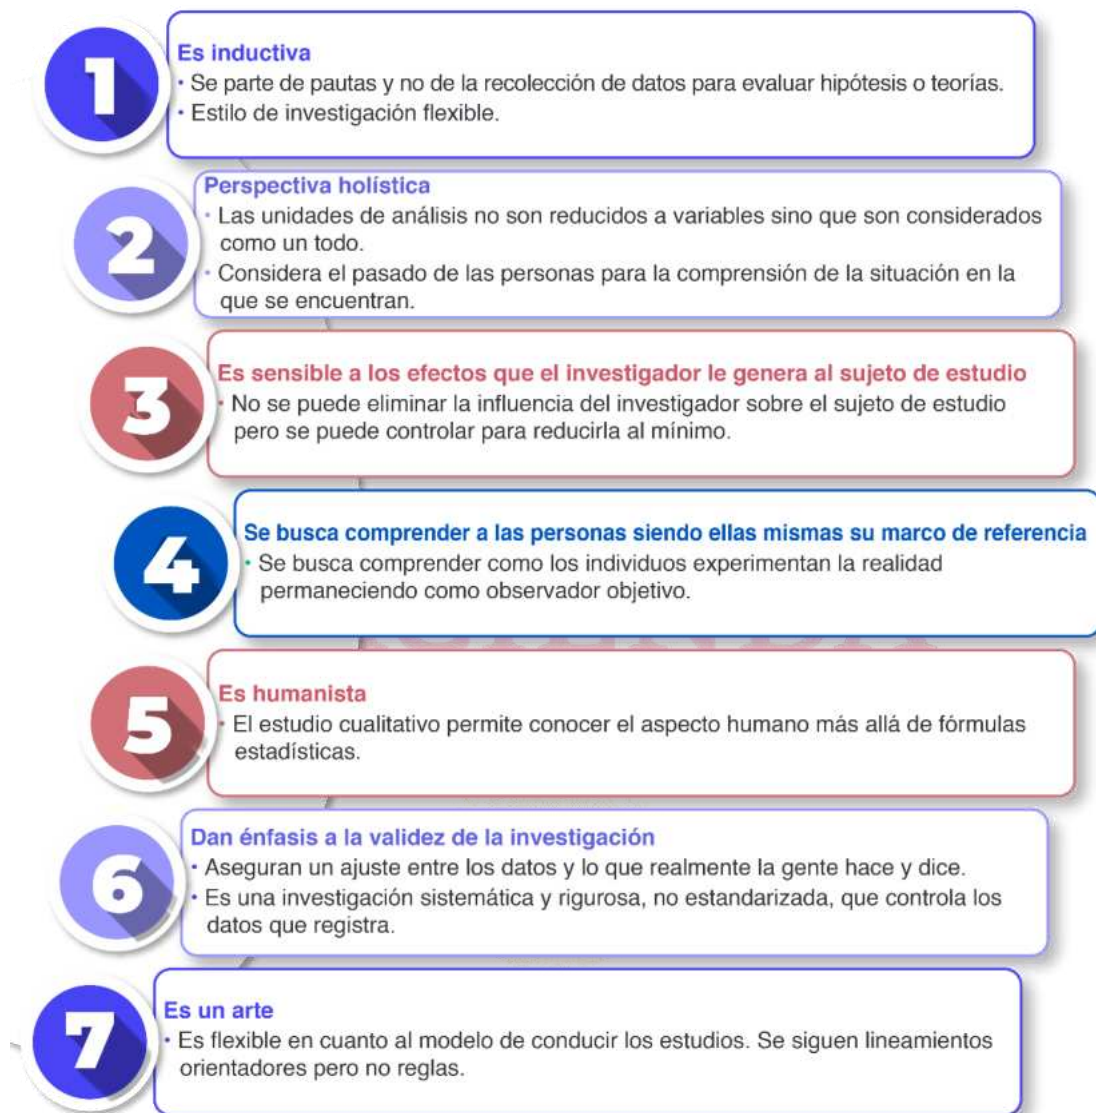 1
Es inductiva
• Se parte de pautas y no de la recolección de datos para evaluar hipótesis o teorías.
• Estilo de investigación flexible.
2
Perspectiva holística
• Las unidades de análisis no son reducidos a variables sino que son considerados
como un todo.
• Considera el pasado de las personas para la comprensión de la situación en la
que se encuentran.
3
Es sensible a los efectos que el investigador le genera al sujeto de estudio
• No se puede eliminar la influencia del investigador sobre el sujeto de estudio
pero se puede controlar para reducirla al mínimo.
4
Se busca comprender a las personas siendo ellas mismas su marco de referencia
• Se busca comprender como los individuos experimentan la realidad
permaneciendo como observador objetivo.
5
Es humanista
• El estudio cualitativo permite conocer el aspecto humano más allá de fórmulas
estadísticas.
6
Dan énfasis a la validez de la investigación
• Aseguran un ajuste entre los datos y lo que realmente la gente hace y dice.
• Es una investigación sistemática y rigurosa, no estandarizada, que controla los
datos que registra.
7
Es un arte
• Es flexible en cuanto al modelo de conducir los estudios. Se siguen lineamientos
orientadores pero no reglas.